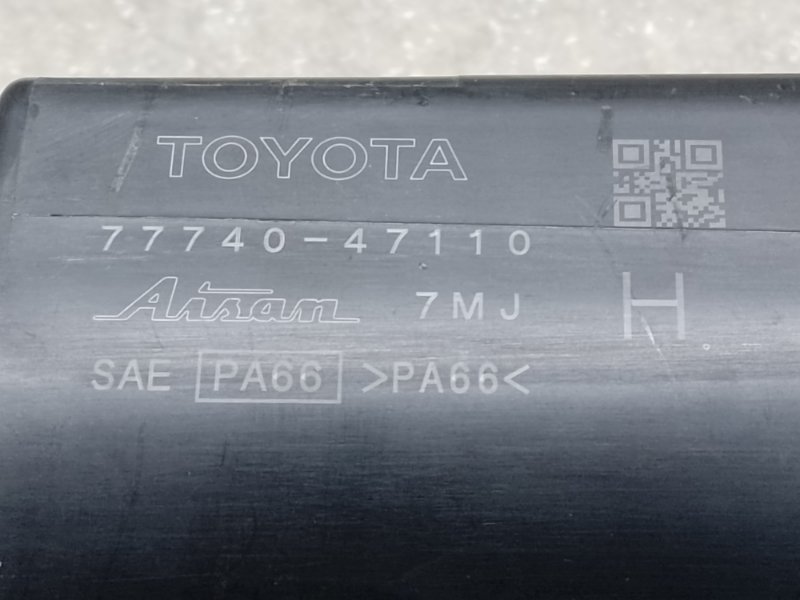 TOYOTA
77740-47110
Aisan 7MJ
H
SAE PA66 >PA66<